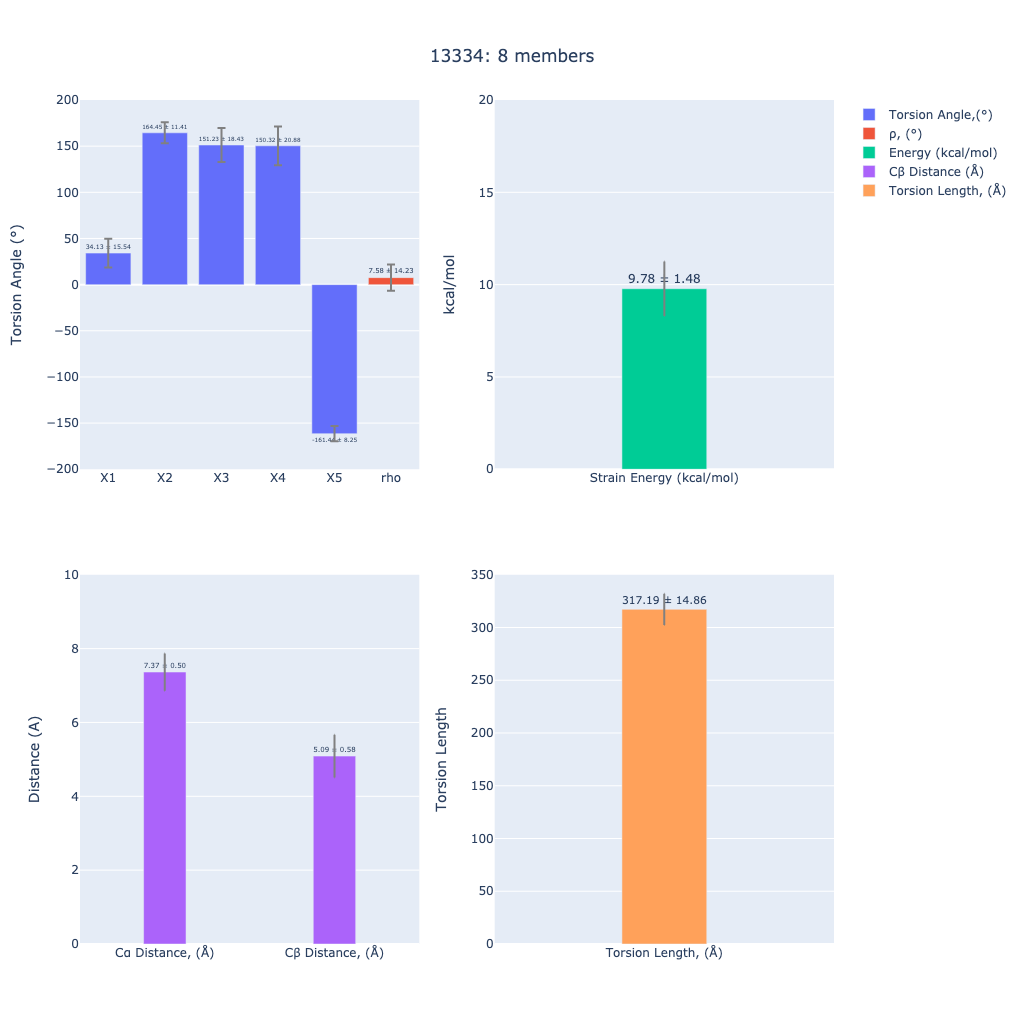 13334: 8 members
Torsion Angle (°)
200
150
100
50
0
−50
−100
−150
−200
34.13 ± 15.54
164.45 ± 11.41
151.23 ± 18.43
150.32 ± 20.88
± 8.25
7.58 ± 14.23
X1 X2 X3 X4 X5 rho
kcal/mol
20
15
10
5
0
9.78 ± 1.48
Strain Energy (kcal/mol)
Torsion Angle,(°)
ρ, (°)
Energy (kcal/mol)
Cβ Distance (Å)
Torsion Length, (Å)
Distance (A)
10
8
6
4
2
0
7.37 ± 0.50
5.09 ± 0.58
Cα Distance, (Å) Cβ Distance, (Å)
Torsion Length
350
300
250
200
150
100
50
0
317.19 ± 14.86
Torsion Length, (Å)